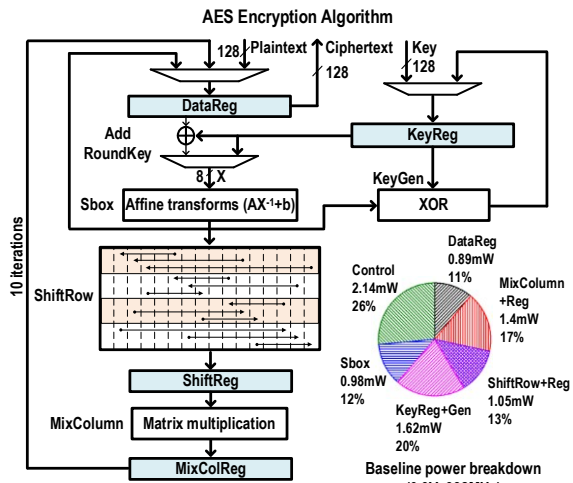 AES Encryption Algorithm
128 Plaintext
Ciphertext
128
Key
128
DataReg
Add
RoundKey
KeyReg
8 X
KeyGen
Sbox
Affine transforms (AX-1+b)
XOR
10 iterations
ShiftRow
ShiftReg
MixColumn
Matrix multiplication
MixColReg
DataReg
0.89mW
11%
Control
2.14mW
26%
MixColumn
+Reg
1.4mW
17%
Sbox
0.98mW
12%
KeyReg+Gen
1.62mW
20%
ShiftRow+Reg
1.05mW
13%
Baseline power breakdown